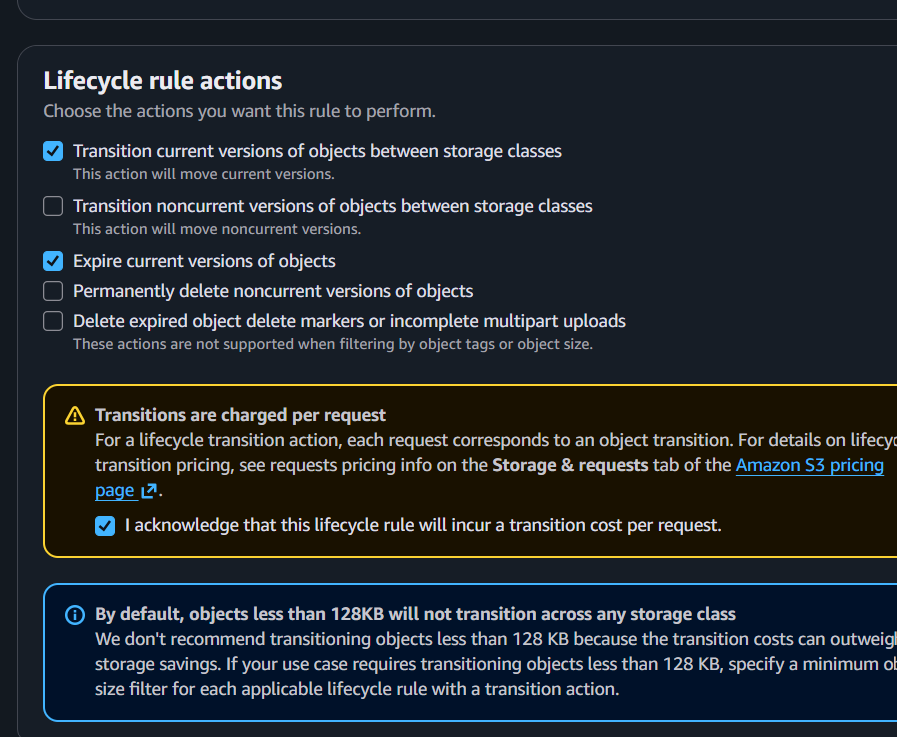 Lifecycle rule actions
Choose the actions you want this rule to perform.
Transition current versions of objects between storage classes
This action will move current versions.
Transition noncurrent versions of objects between storage classes
This action will move noncurrent versions.
Expire current versions of objects
Permanently delete noncurrent versions of objects
Delete expired object delete markers or incomplete multipart uploads
These actions are not supported when filtering by object tags or object size.
Transitions are charged per request
For a lifecycle transition action, each request corresponds to an object transition. For details on
transition pricing, see requests pricing info on the Storage & requests tab of the Amazon S3 pricing
page.
I acknowledge that this lifecycle rule will incur a transition cost per request.
By default, objects less than 128KB will not transition across any storage class
We don't recommend transitioning objects less than 128 KB because the transition costs can
storage savings. If your use case requires transitioning objects less than 128 KB, specify a minimum
size filter for each applicable lifecycle rule with a transition action.